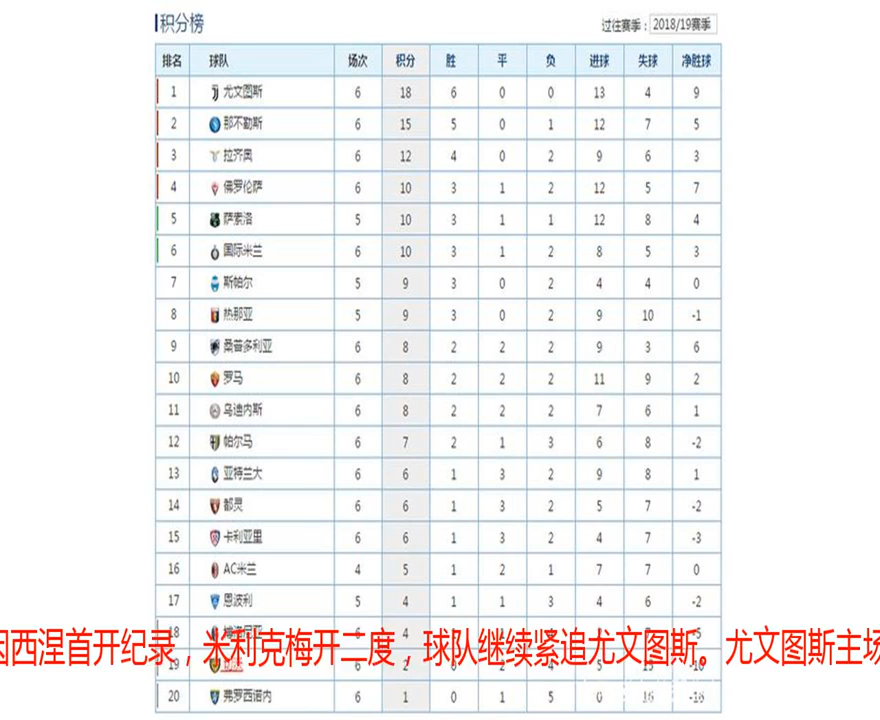 积分榜
过往赛季：2018/19赛季
排名 球队 场次 积分 胜 平 负 进球 失球 净胜球
1 尤文图斯 6 18 6 0 0 13 4 9
2 那不勒斯 6 15 5 0 1 12 7 5
3 拉齐奥 6 12 4 0 2 9 6 3
4 佛罗伦萨 6 10 3 1 2 12 5 7
5 萨索洛 5 10 3 1 1 12 8 4
6 国际米兰 6 10 3 1 2 8 5 3
7 斯帕尔 5 9 3 0 2 4 4 0
8 热那亚 5 9 3 0 2 9 10 -1
9 桑普多利亚 6 8 2 2 2 9 3 6
10 罗马 6 8 2 2 2 11 9 2
11 乌迪内斯 6 8 2 2 2 7 6 1
12 帕尔马 6 7 2 1 3 6 8 -2
13 亚特兰大 6 6 1 3 2 9 8 1
14 都灵 6 6 1 3 2 5 7 -2
15 卡利亚里 6 6 1 3 2 4 7 -3
16 AC米兰 4 5 1 2 1 7 7 0
17 恩波利 5 4 1 1 3 4 6 -2
18 6 4 -5
因西涅首开纪录，米利克梅开二度，球队继续紧追尤文图斯。尤文图斯主场
19 6 2 0 2 4 5
20 弗罗西诺内 6 1 0 1 5 0 16 -16